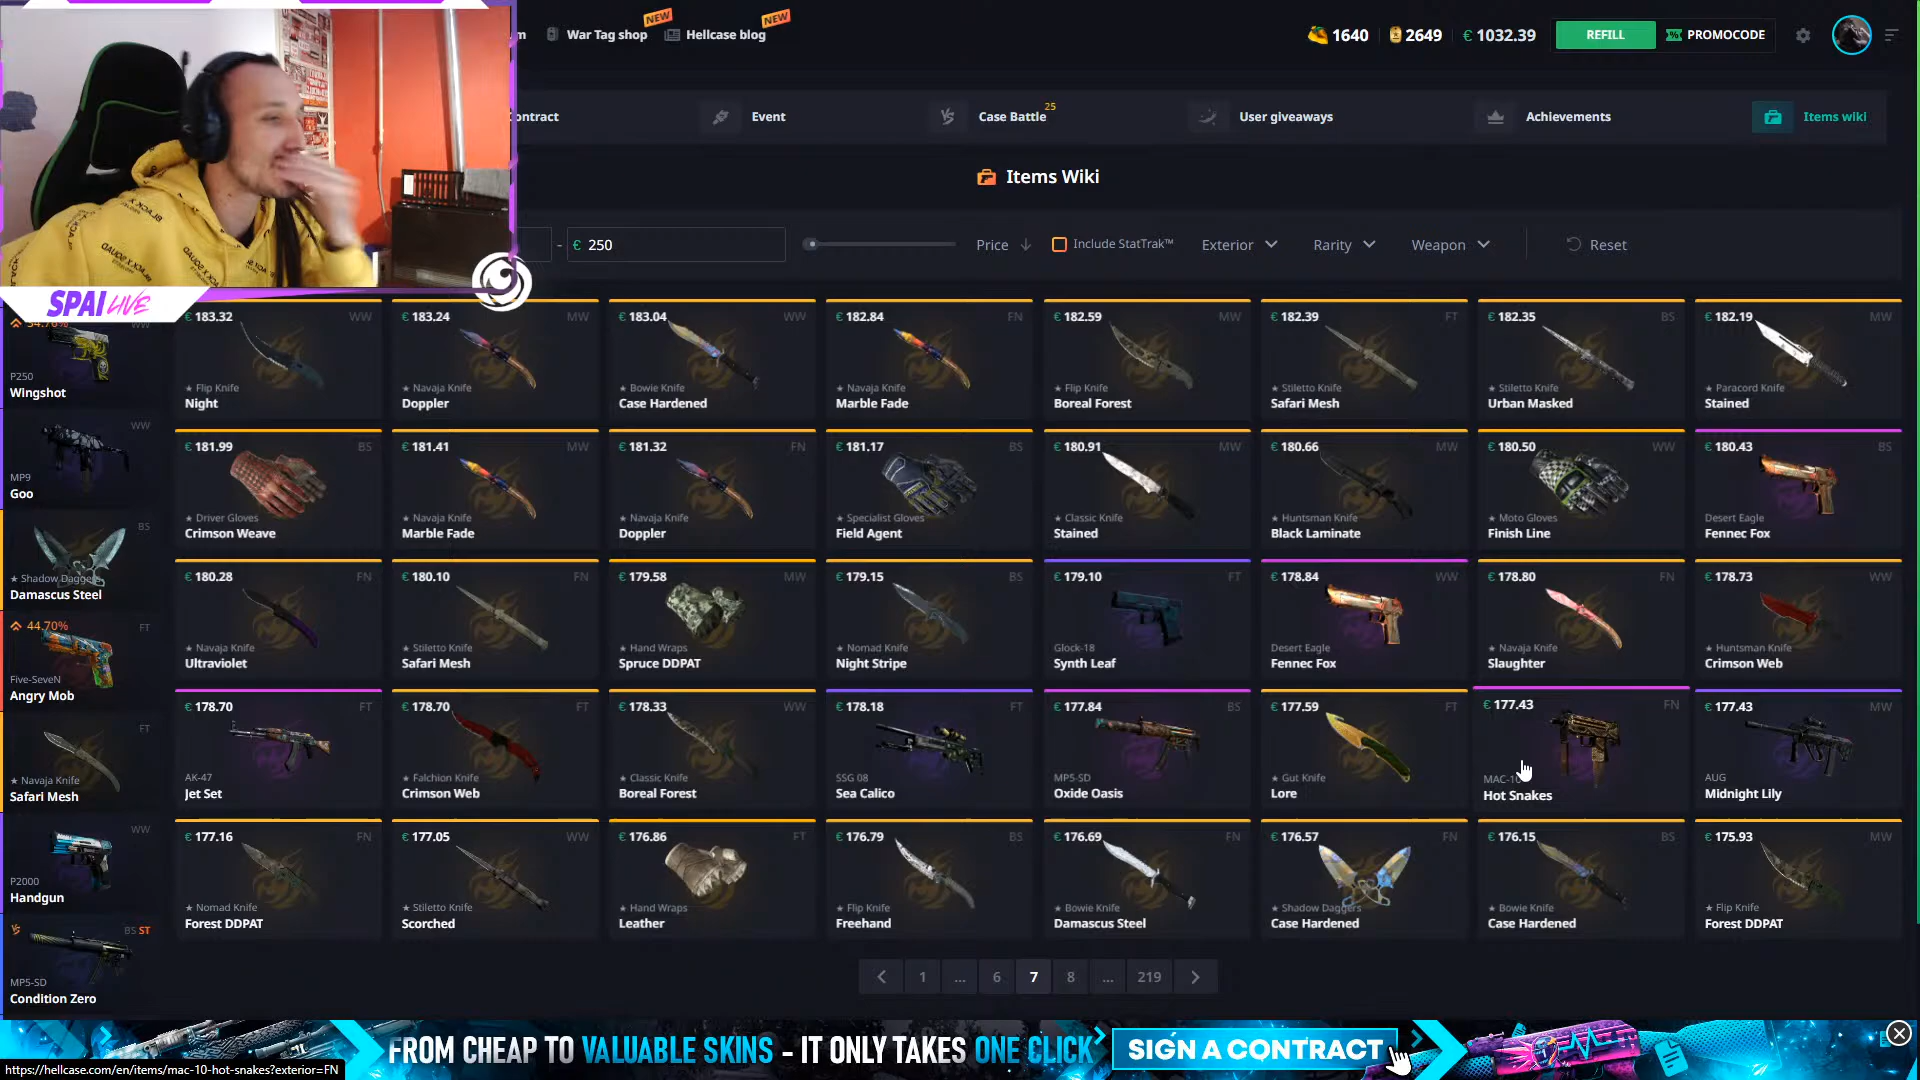 m
War Tag shop
NEW
Hellcase blog
NEW
1640
2649
€ 1032.39
REFILL
% PROMOCODE
ontract
Event
Case Battle
25
User giveaways
Achievements
Items wiki
Items Wiki
- € 250
Price
Include StatTrak™
Exterior
Rarity
Weapon
Reset
SPAI LIVE
WW
P250
Wingshot
WW
MP9
Goo
BS
★ Shadow Daggers
Damascus Steel
44.70%
FT
Five-SeveN
Angry Mob
FT
★ Navaja Knife
Safari Mesh
WW
P2000
Handgun
BS ST
MP5-SD
Condition Zero
€ 183.32 WW
★ Flip Knife
Night
€ 183.24 MW
★ Navaja Knife
Doppler
€ 183.04 WW
★ Bowie Knife
Case Hardened
€ 182.84 FN
★ Navaja Knife
Marble Fade
€ 182.59 MW
★ Flip Knife
Boreal Forest
€ 182.39 FT
★ Stiletto Knife
Safari Mesh
€ 182.35 BS
★ Stiletto Knife
Urban Masked
€ 182.19 MW
★ Paracord Knife
Stained
€ 181.99 BS
★ Driver Gloves
Crimson Weave
€ 181.41 MW
★ Navaja Knife
Marble Fade
€ 181.32 FN
★ Navaja Knife
Doppler
€ 181.17 BS
★ Specialist Gloves
Field Agent
€ 180.91 MW
★ Classic Knife
Stained
€ 180.66 MW
★ Huntsman Knife
Black Laminate
€ 180.50 WW
★ Moto Gloves
Finish Line
€ 180.43 BS
Desert Eagle
Fennec Fox
€ 180.28 FN
★ Navaja Knife
Ultraviolet
€ 180.10 FN
★ Stiletto Knife
Safari Mesh
€ 179.58 MW
★ Hand Wraps
Spruce DDPAT
€ 179.15 BS
★ Nomad Knife
Night Stripe
€ 179.10 FT
Glock-18
Synth Leaf
€ 178.84 WW
Desert Eagle
Fennec Fox
€ 178.80 FN
★ Navaja Knife
Slaughter
€ 178.73 WW
★ Huntsman Knife
Crimson Web
€ 178.70 FT
AK-47
Jet Set
€ 178.70 FT
★ Falchion Knife
Crimson Web
€ 178.33 WW
★ Classic Knife
Boreal Forest
€ 178.18 FT
SSG 08
Sea Calico
€ 177.84 BS
MP5-SD
Oxide Oasis
€ 177.59 FT
★ Gut Knife
Lore
€ 177.43 FN
MAC-10
Hot Snakes
€ 177.43 MW
AUG
Midnight Lily
€ 177.16 FN
★ Nomad Knife
Forest DDPAT
€ 177.05 WW
★ Stiletto Knife
Scorched
€ 176.86 FT
★ Hand Wraps
Leather
€ 176.79 BS
★ Flip Knife
Freehand
€ 176.69 FN
★ Bowie Knife
Damascus Steel
€ 176.57 FN
★ Shadow Daggers
Case Hardened
€ 176.15 BS
★ Bowie Knife
Case Hardened
€ 175.93 MW
★ Flip Knife
Forest DDPAT
1 ... 6 7 8 ... 219
FROM CHEAP TO VALUABLE SKINS - IT ONLY TAKES ONE CLICK
SIGN A CONTRACT
https://hellcase.com/en/items/mac-10-hot-snakes?exterior=FN